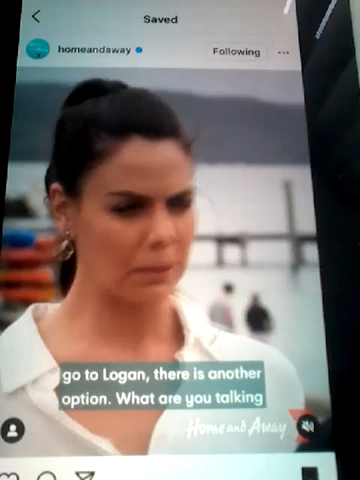 Saved
homeandaway
Following
go to Logan, there is another
option. What are you talking
Home and Away